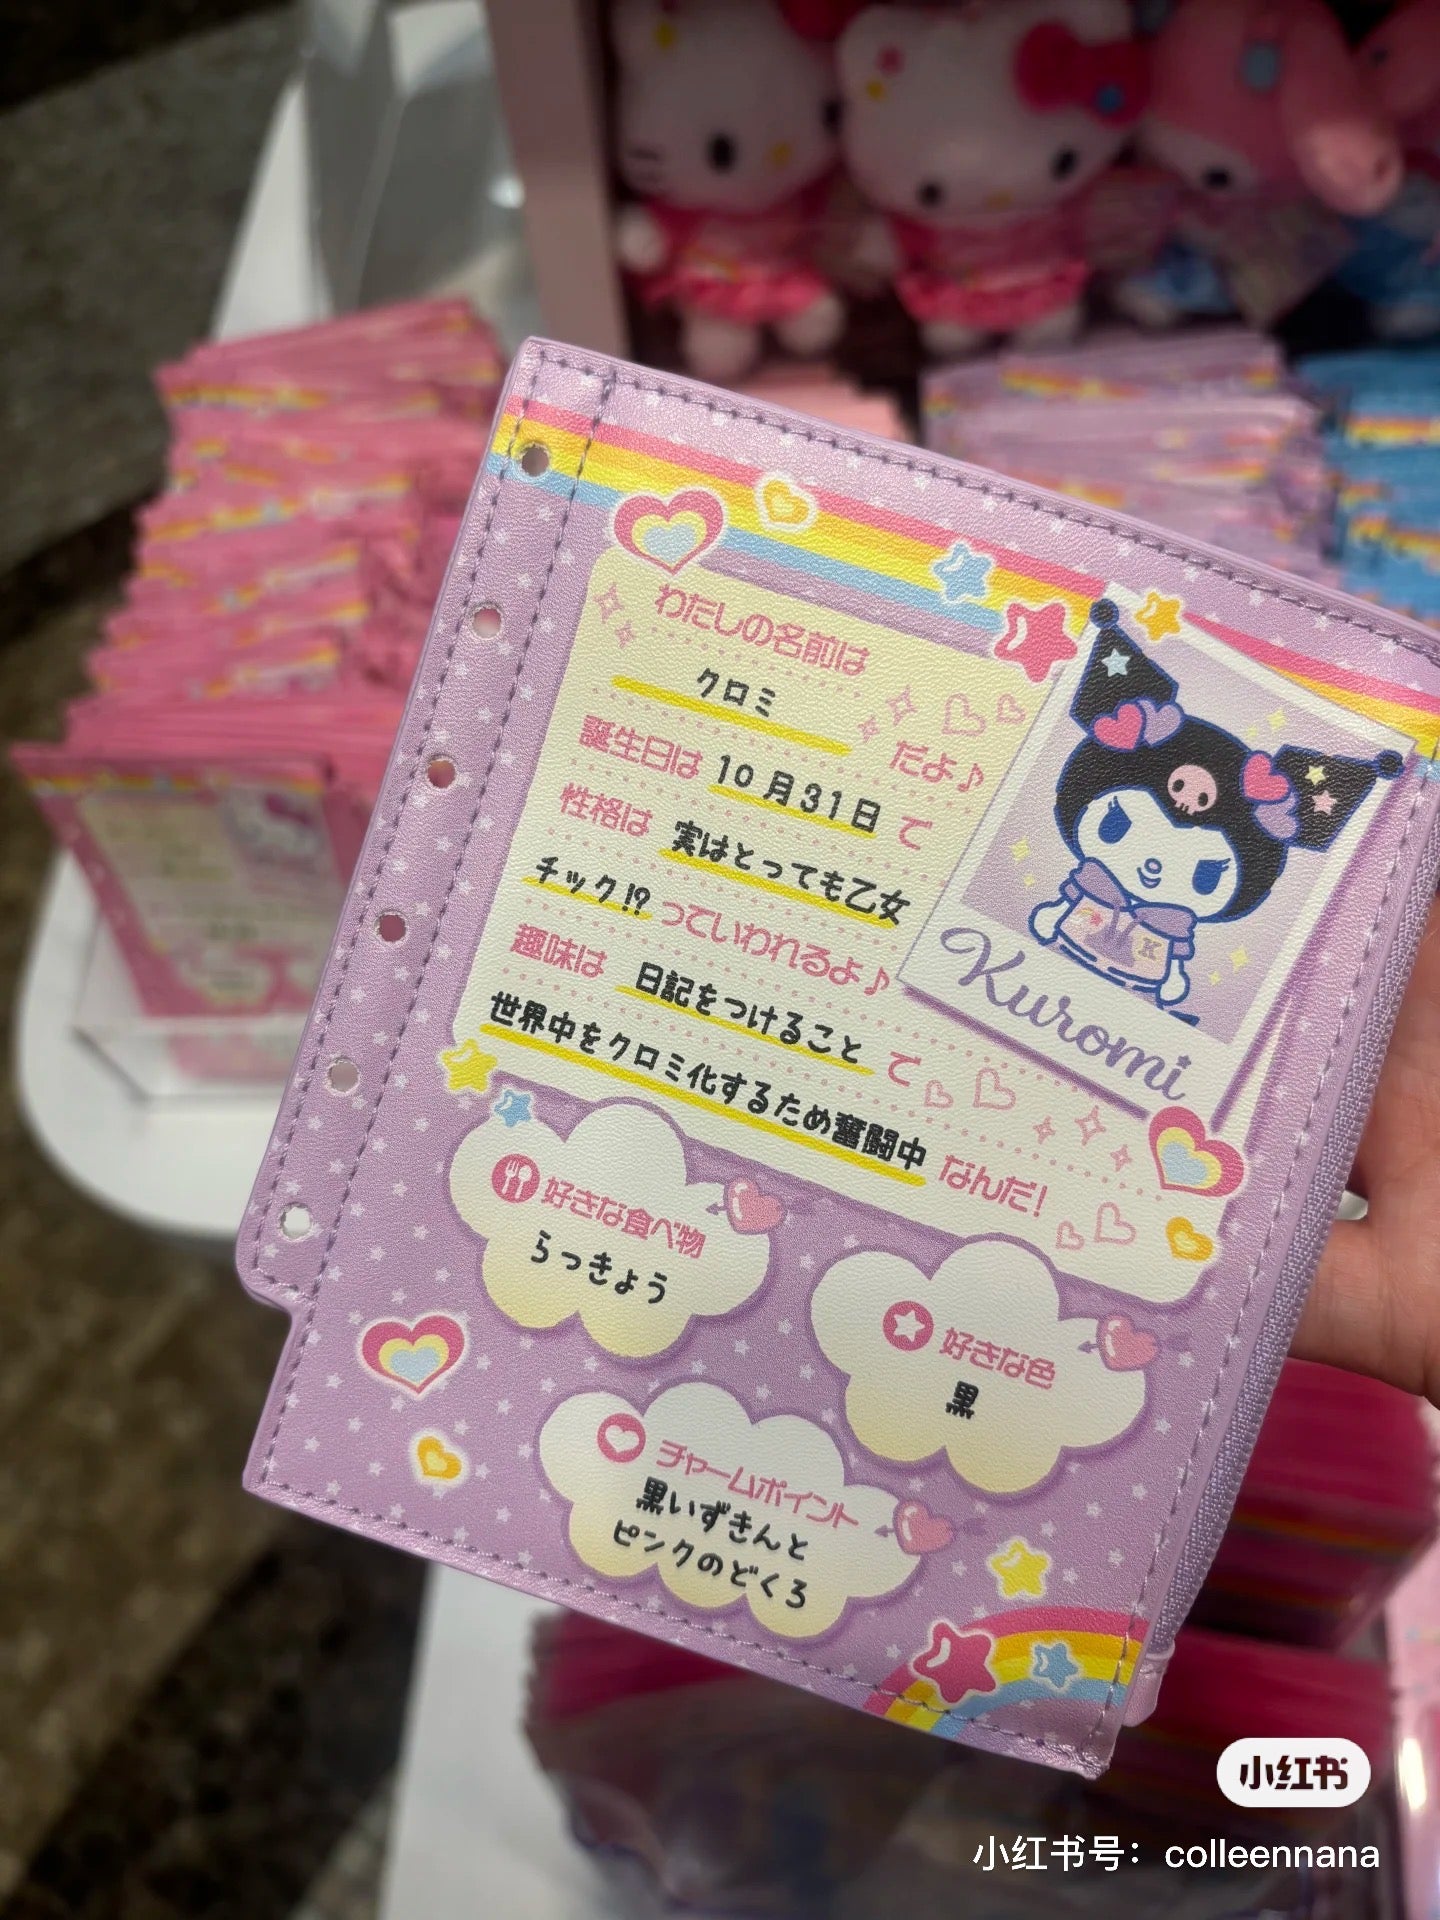 わたしの名前は
クロミ だよ♪
誕生日は 10月31日 で
性格は 実はとっても乙女
チック!? っていわれるよ♪
趣味は 日記をつけること で
世界中をクロミ化するため奮闘中 なんだ!
Kuromi
K
好きな食べ物
らっきょう
好きな色
黒
チャームポイント
黒いずきんと
ピンクのどくろ
小红书
小红书号：colleennana